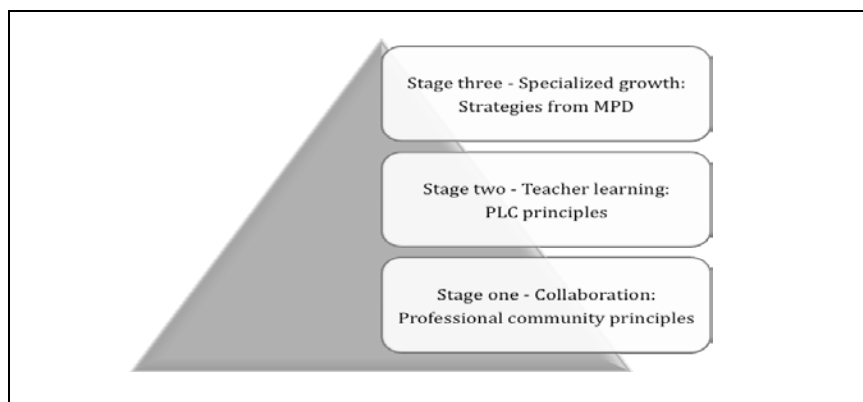 Stage three - Specialized growth:
Strategies from MPD
Stage two - Teacher learning:
PLC principles
Stage one - Collaboration:
Professional community principles